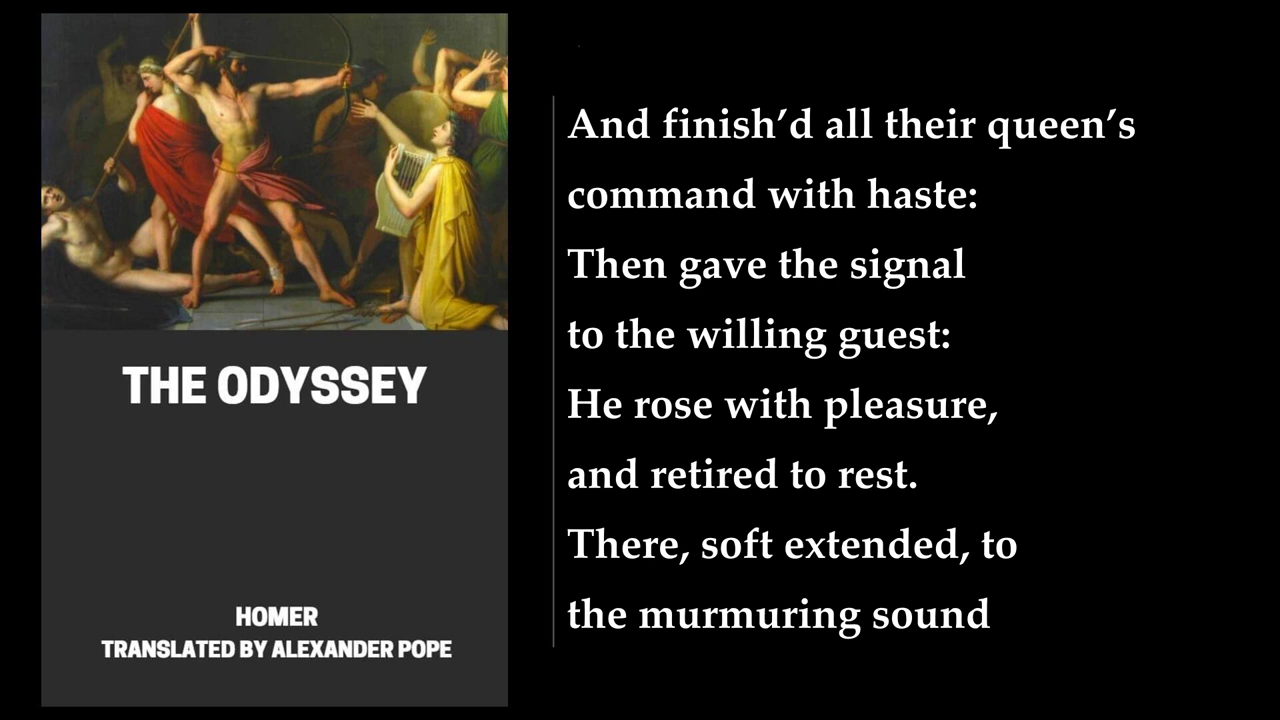 THE ODYSSEY
HOMER
TRANSLATED BY ALEXANDER POPE
And finish’d all their queen’s
command with haste:
Then gave the signal
to the willing guest:
He rose with pleasure,
and retired to rest.
There, soft extended, to
the murmuring sound